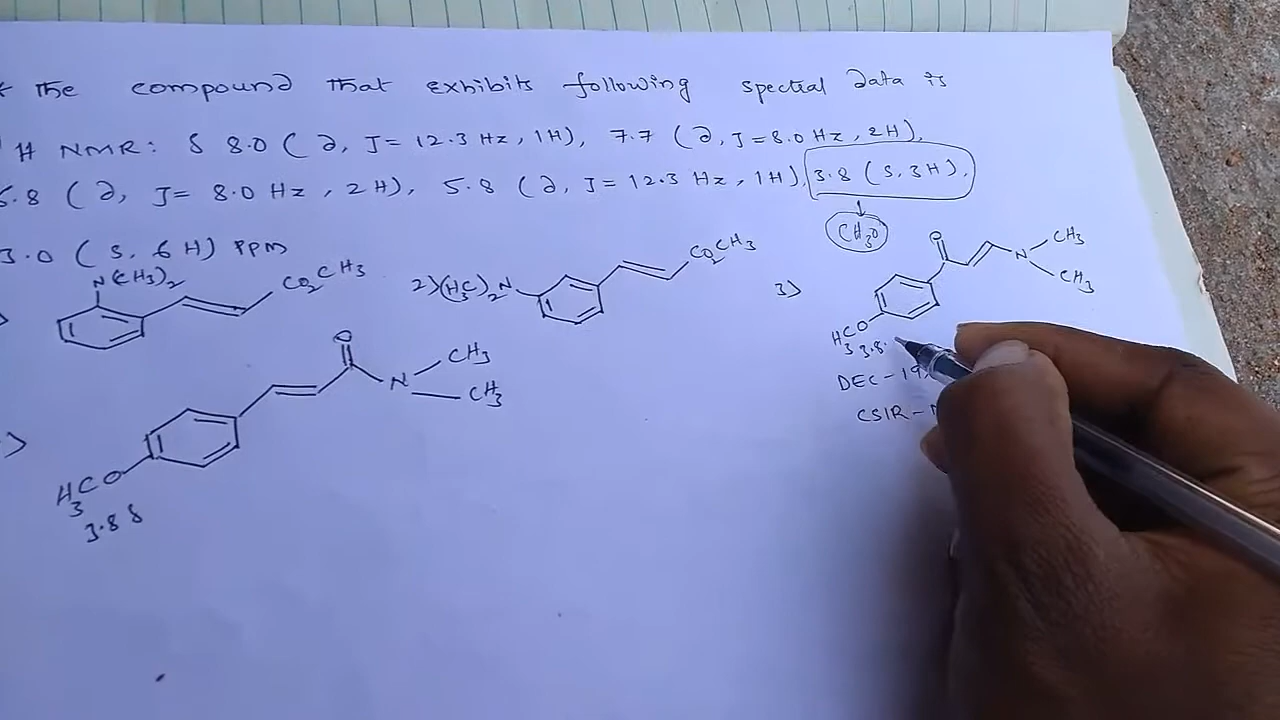 * The compound that exhibits following spectral data is
H NMR: δ 8.0 (d, J= 12.3 Hz, 1H), 7.7 (d, J=8.0 Hz, 2H),
6.8 (d, J= 8.0 Hz, 2H), 5.8 (d, J= 12.3 Hz, 1H), 3.8 (s, 3H),
CH3O
3.0 (s, 6H) PPM
N(CH3)2
CO2CH3
2) (H3C)2N
CO2CH3
3)
O
N
CH3
CH3
H3CO
3.8
DEC-19
CSIR-
O
N
CH3
CH3
H3CO
3.8 δ